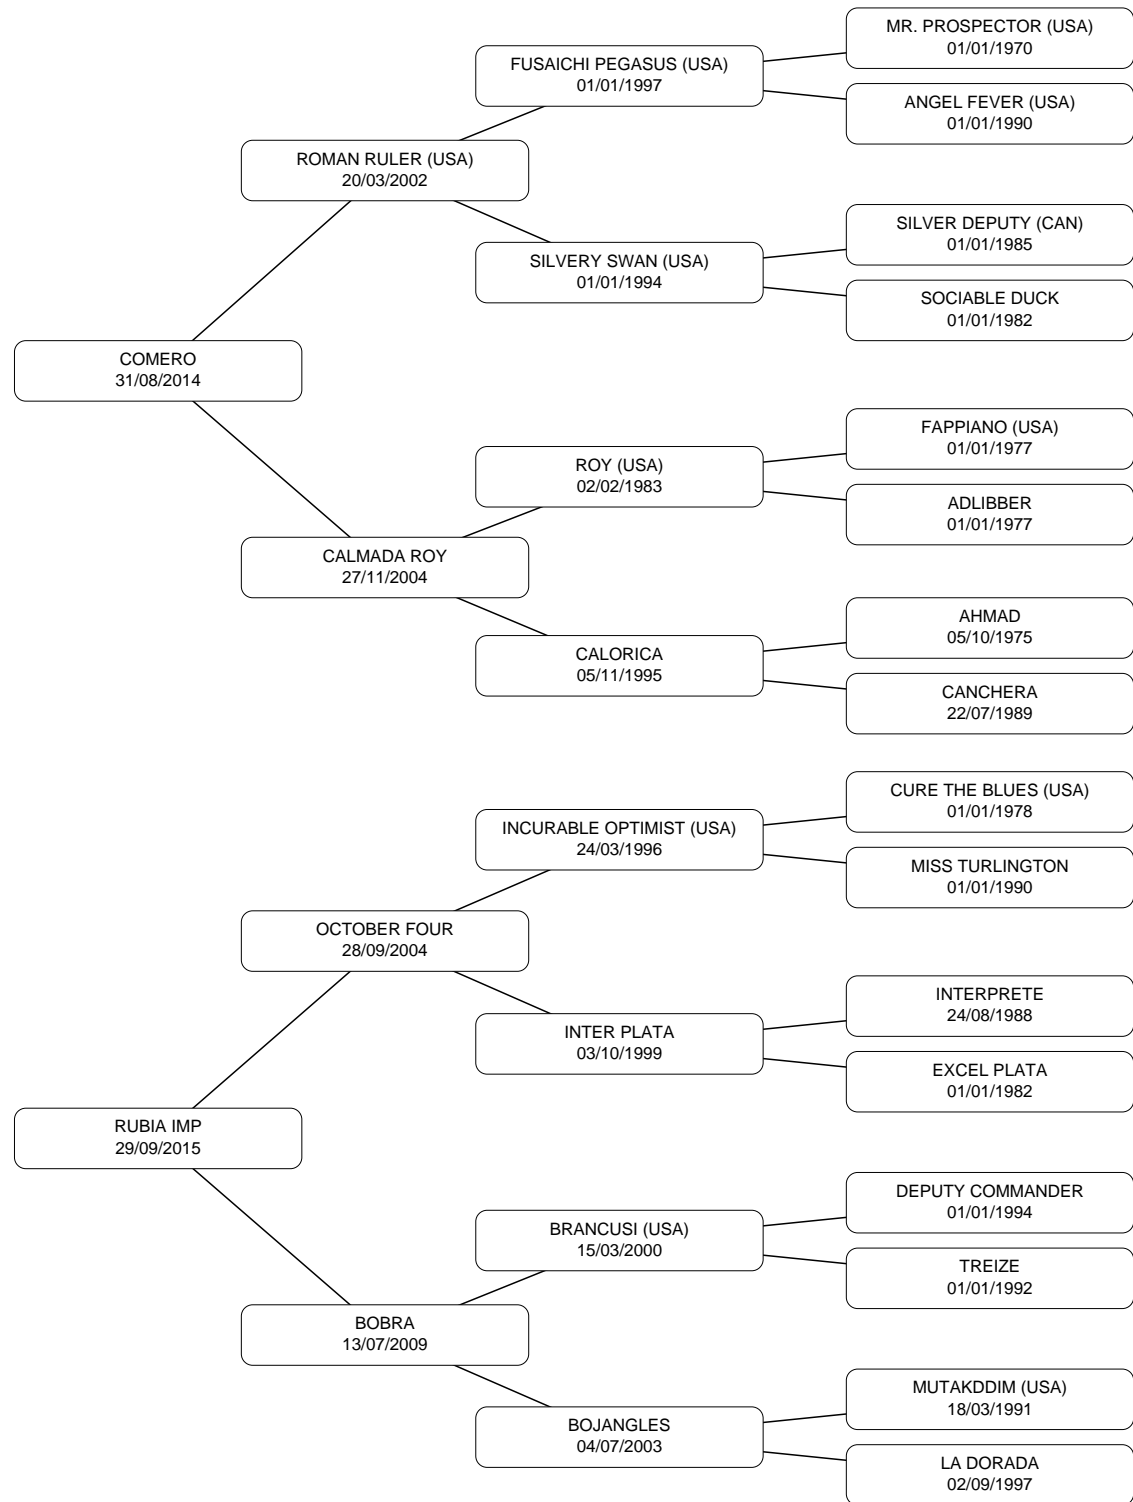 MR. PROSPECTOR (USA)
01/01/1970
FUSAICHI PEGASUS (USA)
01/01/1997
ANGEL FEVER (USA)
01/01/1990
ROMAN RULER (USA)
20/03/2002
SILVER DEPUTY (CAN)
01/01/1985
SILVERY SWAN (USA)
01/01/1994
SOCIABLE DUCK
01/01/1982
COMERO
31/08/2014
FAPPIANO (USA)
01/01/1977
ROY (USA)
02/02/1983
ADLIBBER
01/01/1977
CALMADA ROY
27/11/2004
AHMAD
05/10/1975
CALORICA
05/11/1995
CANCHERA
22/07/1989
CURE THE BLUES (USA)
01/01/1978
INCURABLE OPTIMIST (USA)
24/03/1996
MISS TURLINGTON
01/01/1990
OCTOBER FOUR
28/09/2004
INTERPRETE
24/08/1988
INTER PLATA
03/10/1999
EXCEL PLATA
01/01/1982
RUBIA IMP
29/09/2015
DEPUTY COMMANDER
01/01/1994
BRANCUSI (USA)
15/03/2000
TREIZE
01/01/1992
BOBRA
13/07/2009
MUTAKDDIM (USA)
18/03/1991
BOJANGLES
04/07/2003
LA DORADA
02/09/1997